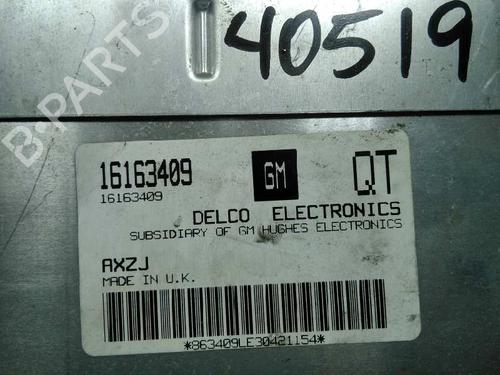 40519
B-PARTS
16163409
16163409
GM
QT
DELCO ELECTRONICS
SUBSIDIARY OF GM HUGHES ELECTRONICS
AXZJ
MADE IN U.K.
*863409LE30421154*